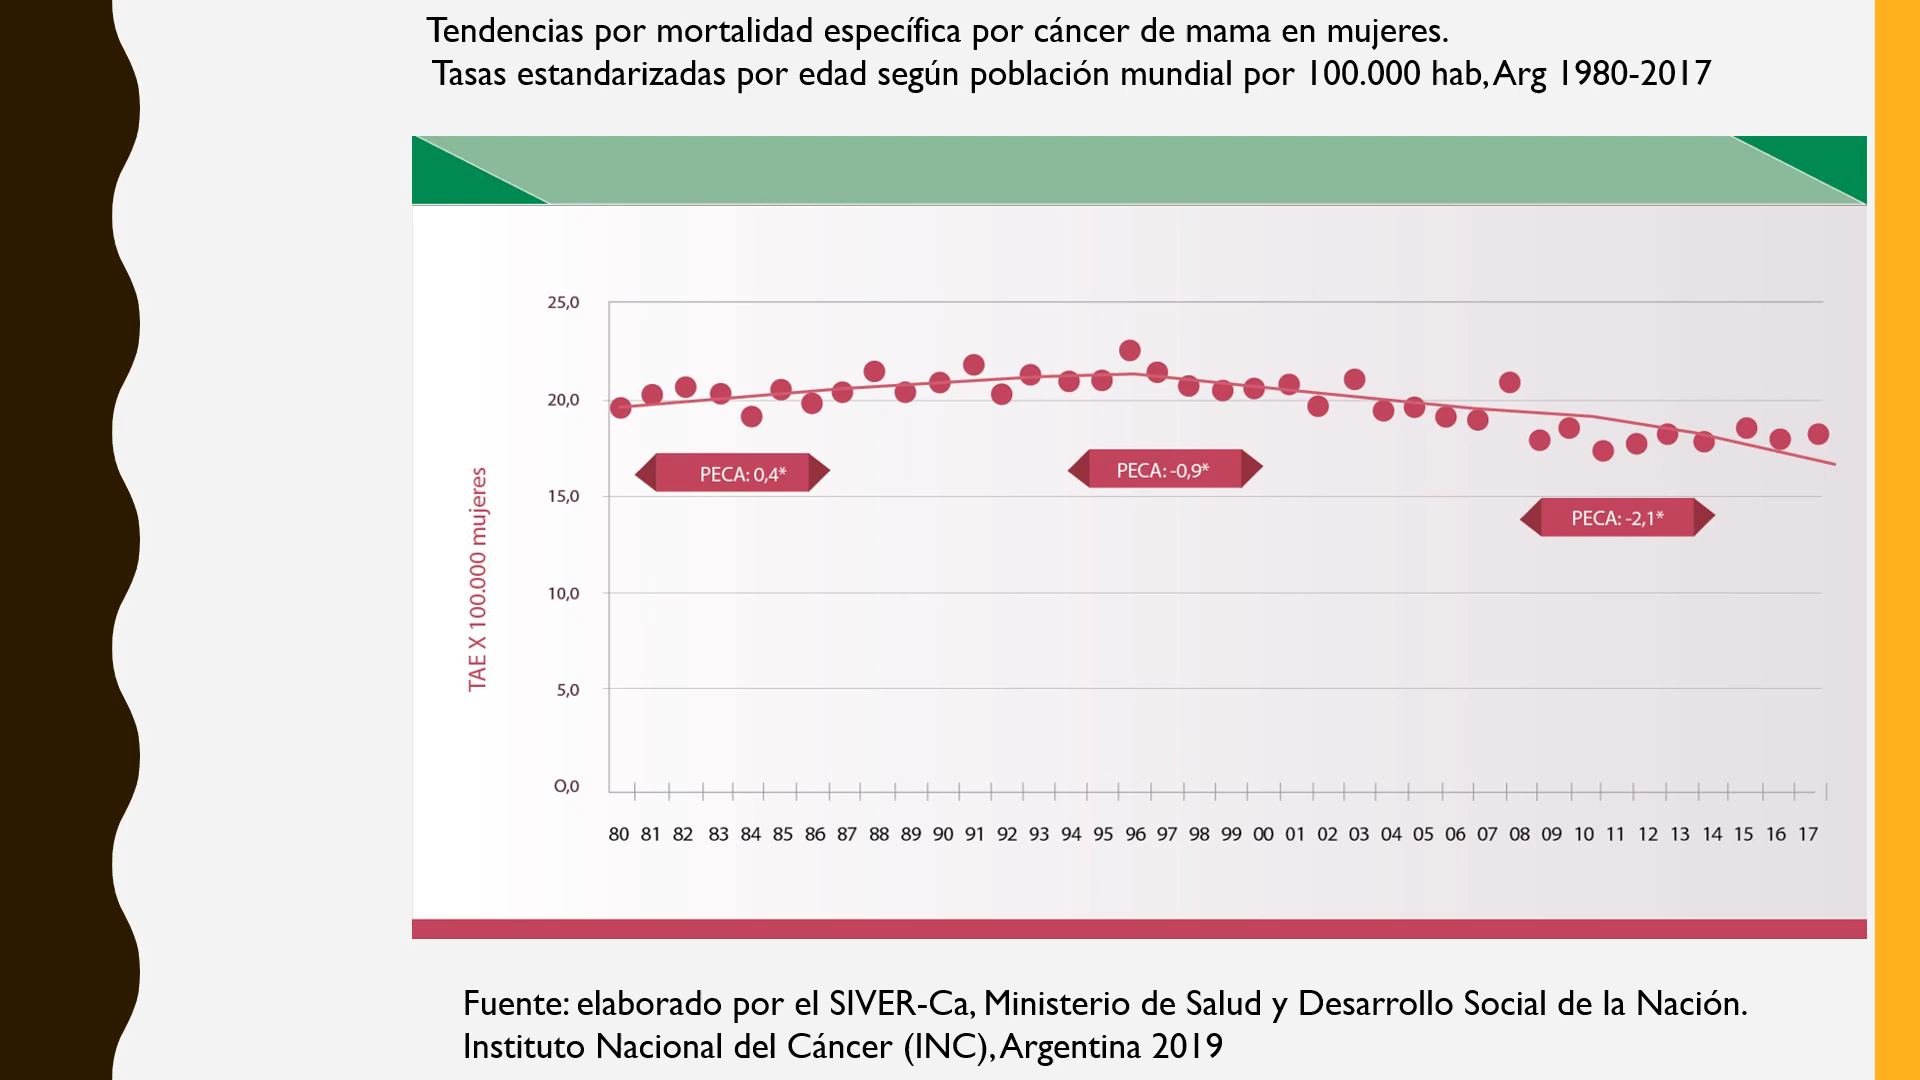 Tendencias por mortalidad específica por cáncer de mama en mujeres.
Tasas estandarizadas por edad según población mundial por 100.000 hab, Arg 1980-2017
25,0
20,0
15,0
10,0
5,0
O,0
TAE X 100.000 mujeres
PECA: 0,4*
PECA: -0,9*
PECA: -2,1*
80 81 82 83 84 85 86 87 88 89 90 91 92 93 94 95 96 97 98 99 00 01 02 03 04 05 06 07 08 09 10 11 12 13 14 15 16 17
Fuente: elaborado por el SIVER-Ca, Ministerio de Salud y Desarrollo Social de la Nación.
Instituto Nacional del Cáncer (INC), Argentina 2019